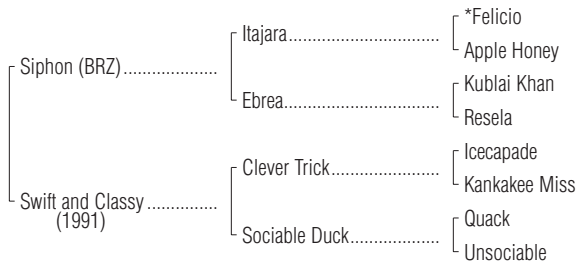 *Felicio
Itajara
Apple Honey
Siphon (BRZ)
Kublai Khan
Ebrea
Resela
Icecapade
Clever Trick
Kankakee Miss
Swift and Classy
(1991)
Quack
Sociable Duck
Unsociable